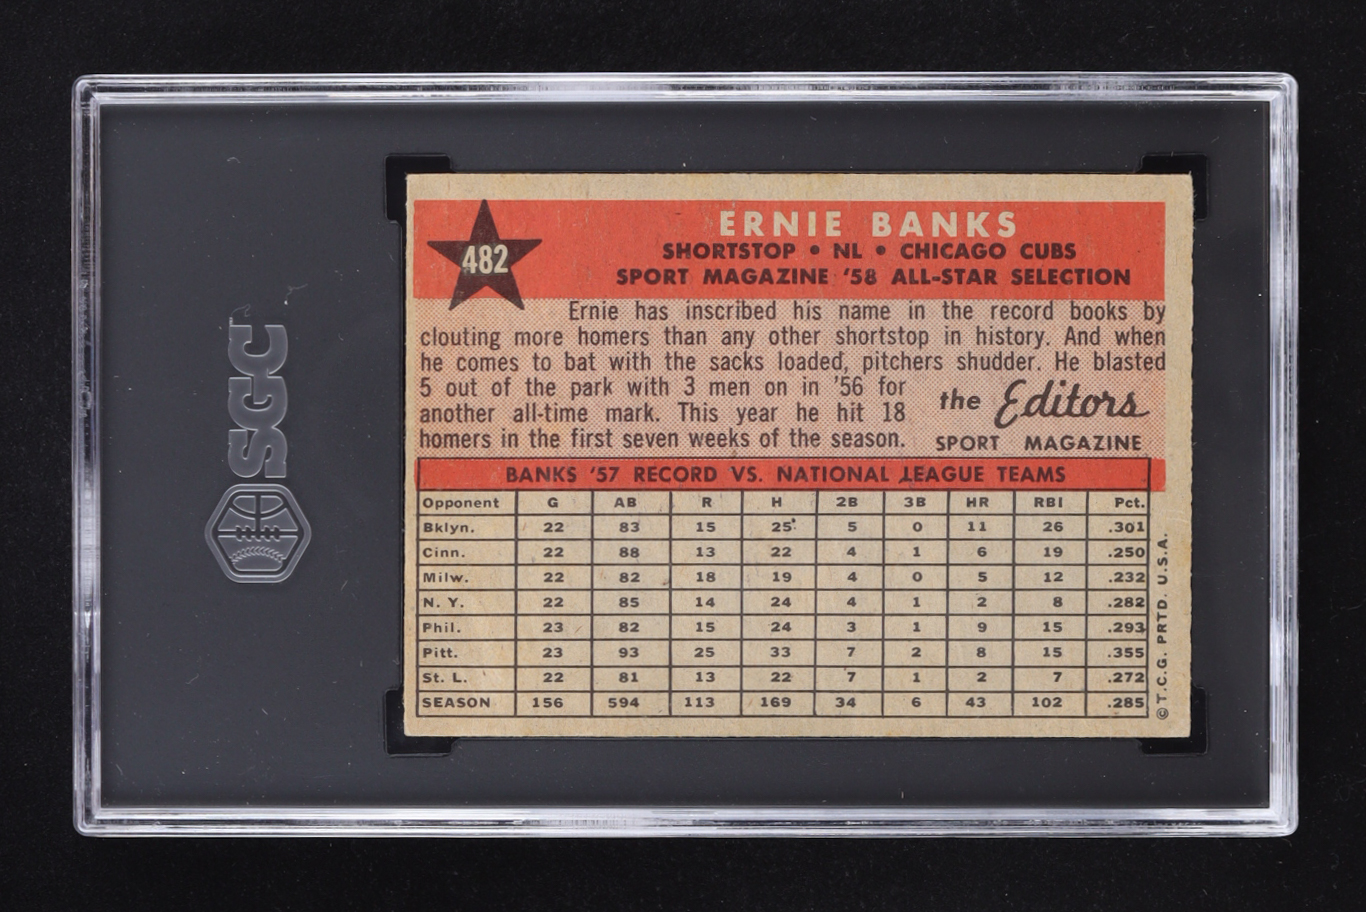 482
ERNIE BANKS
SHORTSTOP • NL • CHICAGO CUBS
SPORT MAGAZINE '58 ALL-STAR SELECTION
Ernie has inscribed his name in the record books by
clouting more homers than any other shortstop in history. And when
he comes to bat with the sacks loaded, pitchers shudder. He blasted
5 out of the park with 3 men on in '56 for
another all-time mark. This year he hit 18
homers in the first seven weeks of the season.
the Editors
SPORT MAGAZINE
BANKS '57 RECORD VS. NATIONAL LEAGUE TEAMS
Opponent G AB R H 2B 3B HR RBI Pct.
Bklyn. 22 83 15 25 5 0 11 26 .301
Cinn. 22 88 13 22 4 1 6 19 .250
Milw. 22 82 18 19 4 0 5 12 .232
N. Y. 22 85 14 24 4 1 2 8 .282
Phil. 23 82 15 24 3 1 9 15 .293
Pitt. 23 93 25 33 7 2 8 15 .355
St. L. 22 81 13 22 7 1 2 7 .272
SEASON 156 594 113 169 34 6 43 102 .285
© T.C.G. PRTD. U.S.A.
SGC